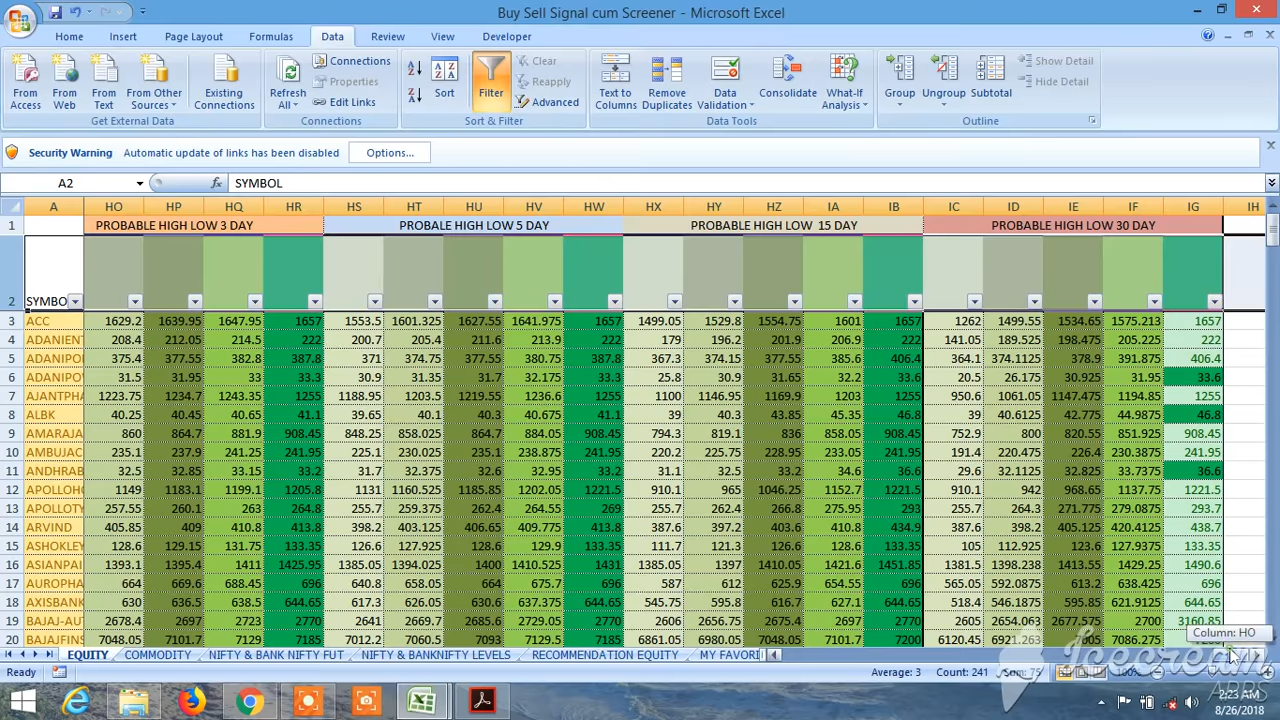 Buy Sell Signal cum Screener - Microsoft Excel
Home Insert Page Layout Formulas Data Review View Developer
From Access From Web From Text From Other Sources Existing Connections Refresh All Connections Properties Edit Links Sort Filter Clear Reapply Advanced Text to Columns Remove Duplicates Data Validation Consolidate What-If Analysis Group Ungroup Subtotal Show Detail Hide Detail
Get External Data Connections Sort & Filter Data Tools Outline
Security Warning Automatic update of links has been disabled Options...
A2 fx SYMBOL
A HO HP HQ HR HS HT HU HV HW HX HY HZ IA IB IC ID IE IF IG IH
1 PROBABLE HIGH LOW 3 DAY PROBALE HIGH LOW 5 DAY PROBABLE HIGH LOW 15 DAY PROBABLE HIGH LOW 30 DAY
2 SYMBO
3 ACC 1629.2 1639.95 1647.95 1657 1553.5 1601.325 1627.55 1641.975 1657 1499.05 1529.8 1554.75 1601 1657 1262 1499.55 1534.65 1575.213 1657
4 ADANIENT 208.4 212.05 214.5 222 200.7 205.4 211.6 213.9 222 179 196.2 201.9 206.9 222 141.05 189.525 198.475 205.225 222
5 ADANIPO 375.4 377.55 382.8 387.8 371 374.75 377.55 380.75 387.8 367.3 374.15 377.55 385.6 406.4 364.1 374.1125 378.9 391.875 406.4
6 ADANIPO 31.5 31.95 33 33.3 30.9 31.35 31.7 32.175 33.3 25.8 30.9 31.65 32.2 33.6 20.5 26.175 30.925 31.95 33.6
7 AJANTPHA 1223.75 1234.7 1243.35 1255 1188.95 1203.5 1219.55 1236.6 1255 1100 1146.95 1169.9 1203 1255 950.6 1147.475 1194.85 1255
8 ALBK 40.25 40.45 40.65 41.1 39.65 40.1 40.3 40.675 41.1 39 40.3 43.8 45.35 46.8 39 40.6125 42.775 44.9875 46.8
9 AMARAJA 860 864.7 881.9 908.45 848.25 858.025 864.7 884.05 908.45 794.3 819.1 836 858.05 908.45 752.9 800 820.55 851.925 908.45
10 AMBUJAC 235.1 237.9 241.25 241.95 225.1 230.025 235.1 238.875 241.95 220.2 225.75 228.95 233.05 241.95 191.4 220.475 226.4 230.3875 241.95
11 ANDHRAB 32.5 32.85 33.15 33.2 31.7 32.375 32.6 32.95 33.2 31.1 32.5 33.2 34.6 36.6 29.6 32.1125 32.85 33.7375 36.6
12 APOLLOH 1149 1183.1 1199.1 1205.8 1131 1160.525 1185.85 1202.05 1221.5 910.1 965 1046.25 1152.7 1221.5 910.1 942 968.65 1137.75 1221.5
13 APOLLOTY 257.55 260.1 263 264.8 255.7 259.375 262.4 264.55 269 255.7 262.4 264.8 275.95 293 255.7 264.65 271.775 279.0875 293.7
14 ARVIND 405.85 409 410.8 413.8 398.2 403.425 406.65 409.775 413.8 387.6 397.2 403.6 410.8 434.9 387.6 398.65 405.125 420.4125 438.7
15 ASHOKLEY 128.6 129.15 131.75 133.35 126.6 127.925 128.6 129.9 133.35 111.7 121.3 126.6 128.6 133.35 105 112.925 123.6 127.9375 133.35
16 ASIANPAI 1393.1 1395.4 1411 1425.95 1385.05 1394.025 1400 1410.525 1431 1385.05 1397 1410.05 1421.6 1451.85 1381.5 1398.238 1413.55 1429.25 1490.6
17 AUROPHA 664 669.6 688.45 696 640.8 658.95 664 675.7 696 587 612 625.9 654.55 696 565.05 592.0875 613.2 638.425 696
18 AXISBANK 630 636.5 638.5 644.65 617.3 626.05 630.6 637.375 644.65 545.75 595.8 616.7 627.1 644.65 518.4 546.1875 595.85 621.9125 644.65
19 BAJAJ-AUT 2678.4 2697 2723 2770 2641.9 2669.7 2685.6 2729.05 2770 2606 2656.75 2697 2734.95 2770 2605 2654.763 2677.575 2700 3160.85
20 BAJAJFINS 7048.05 7101.7 7129 7185 7012.2 7060.5 7093 7129.5 7185 6861.05 6980.05 7048.05 7101.7 7200 6120.45 7086.275
Column: HO
EQUITY COMMODITY NIFTY & BANK NIFTY FUT NIFTY & BANKNIFTY LEVELS RECOMMENDATION EQUITY MY FAVORI
Ready Average: 3 Count: 241 Sum: 75 100%
Icecream APPS
2:23 AM
8/26/2018